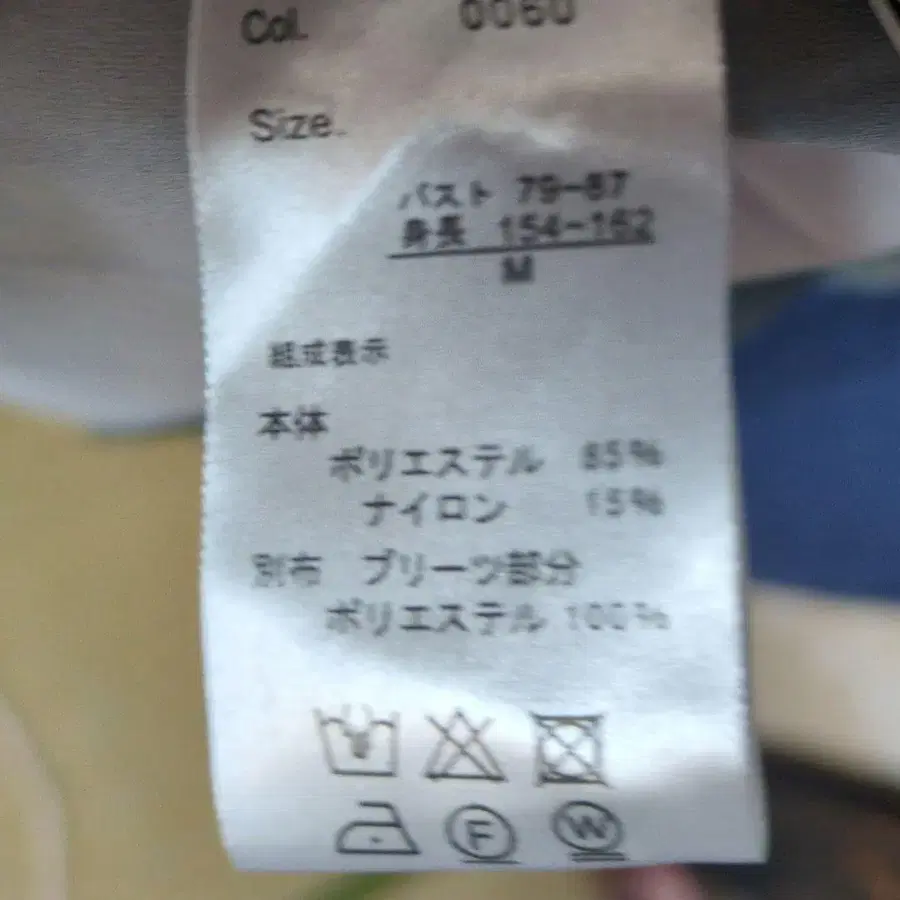 Col. 0060
Size.
バスト 79-87
身長 154-162
M
組成表示
本体
ポリエステル 85%
ナイロン 15%
別布 プリーツ部分
ポリエステル 100%
F W